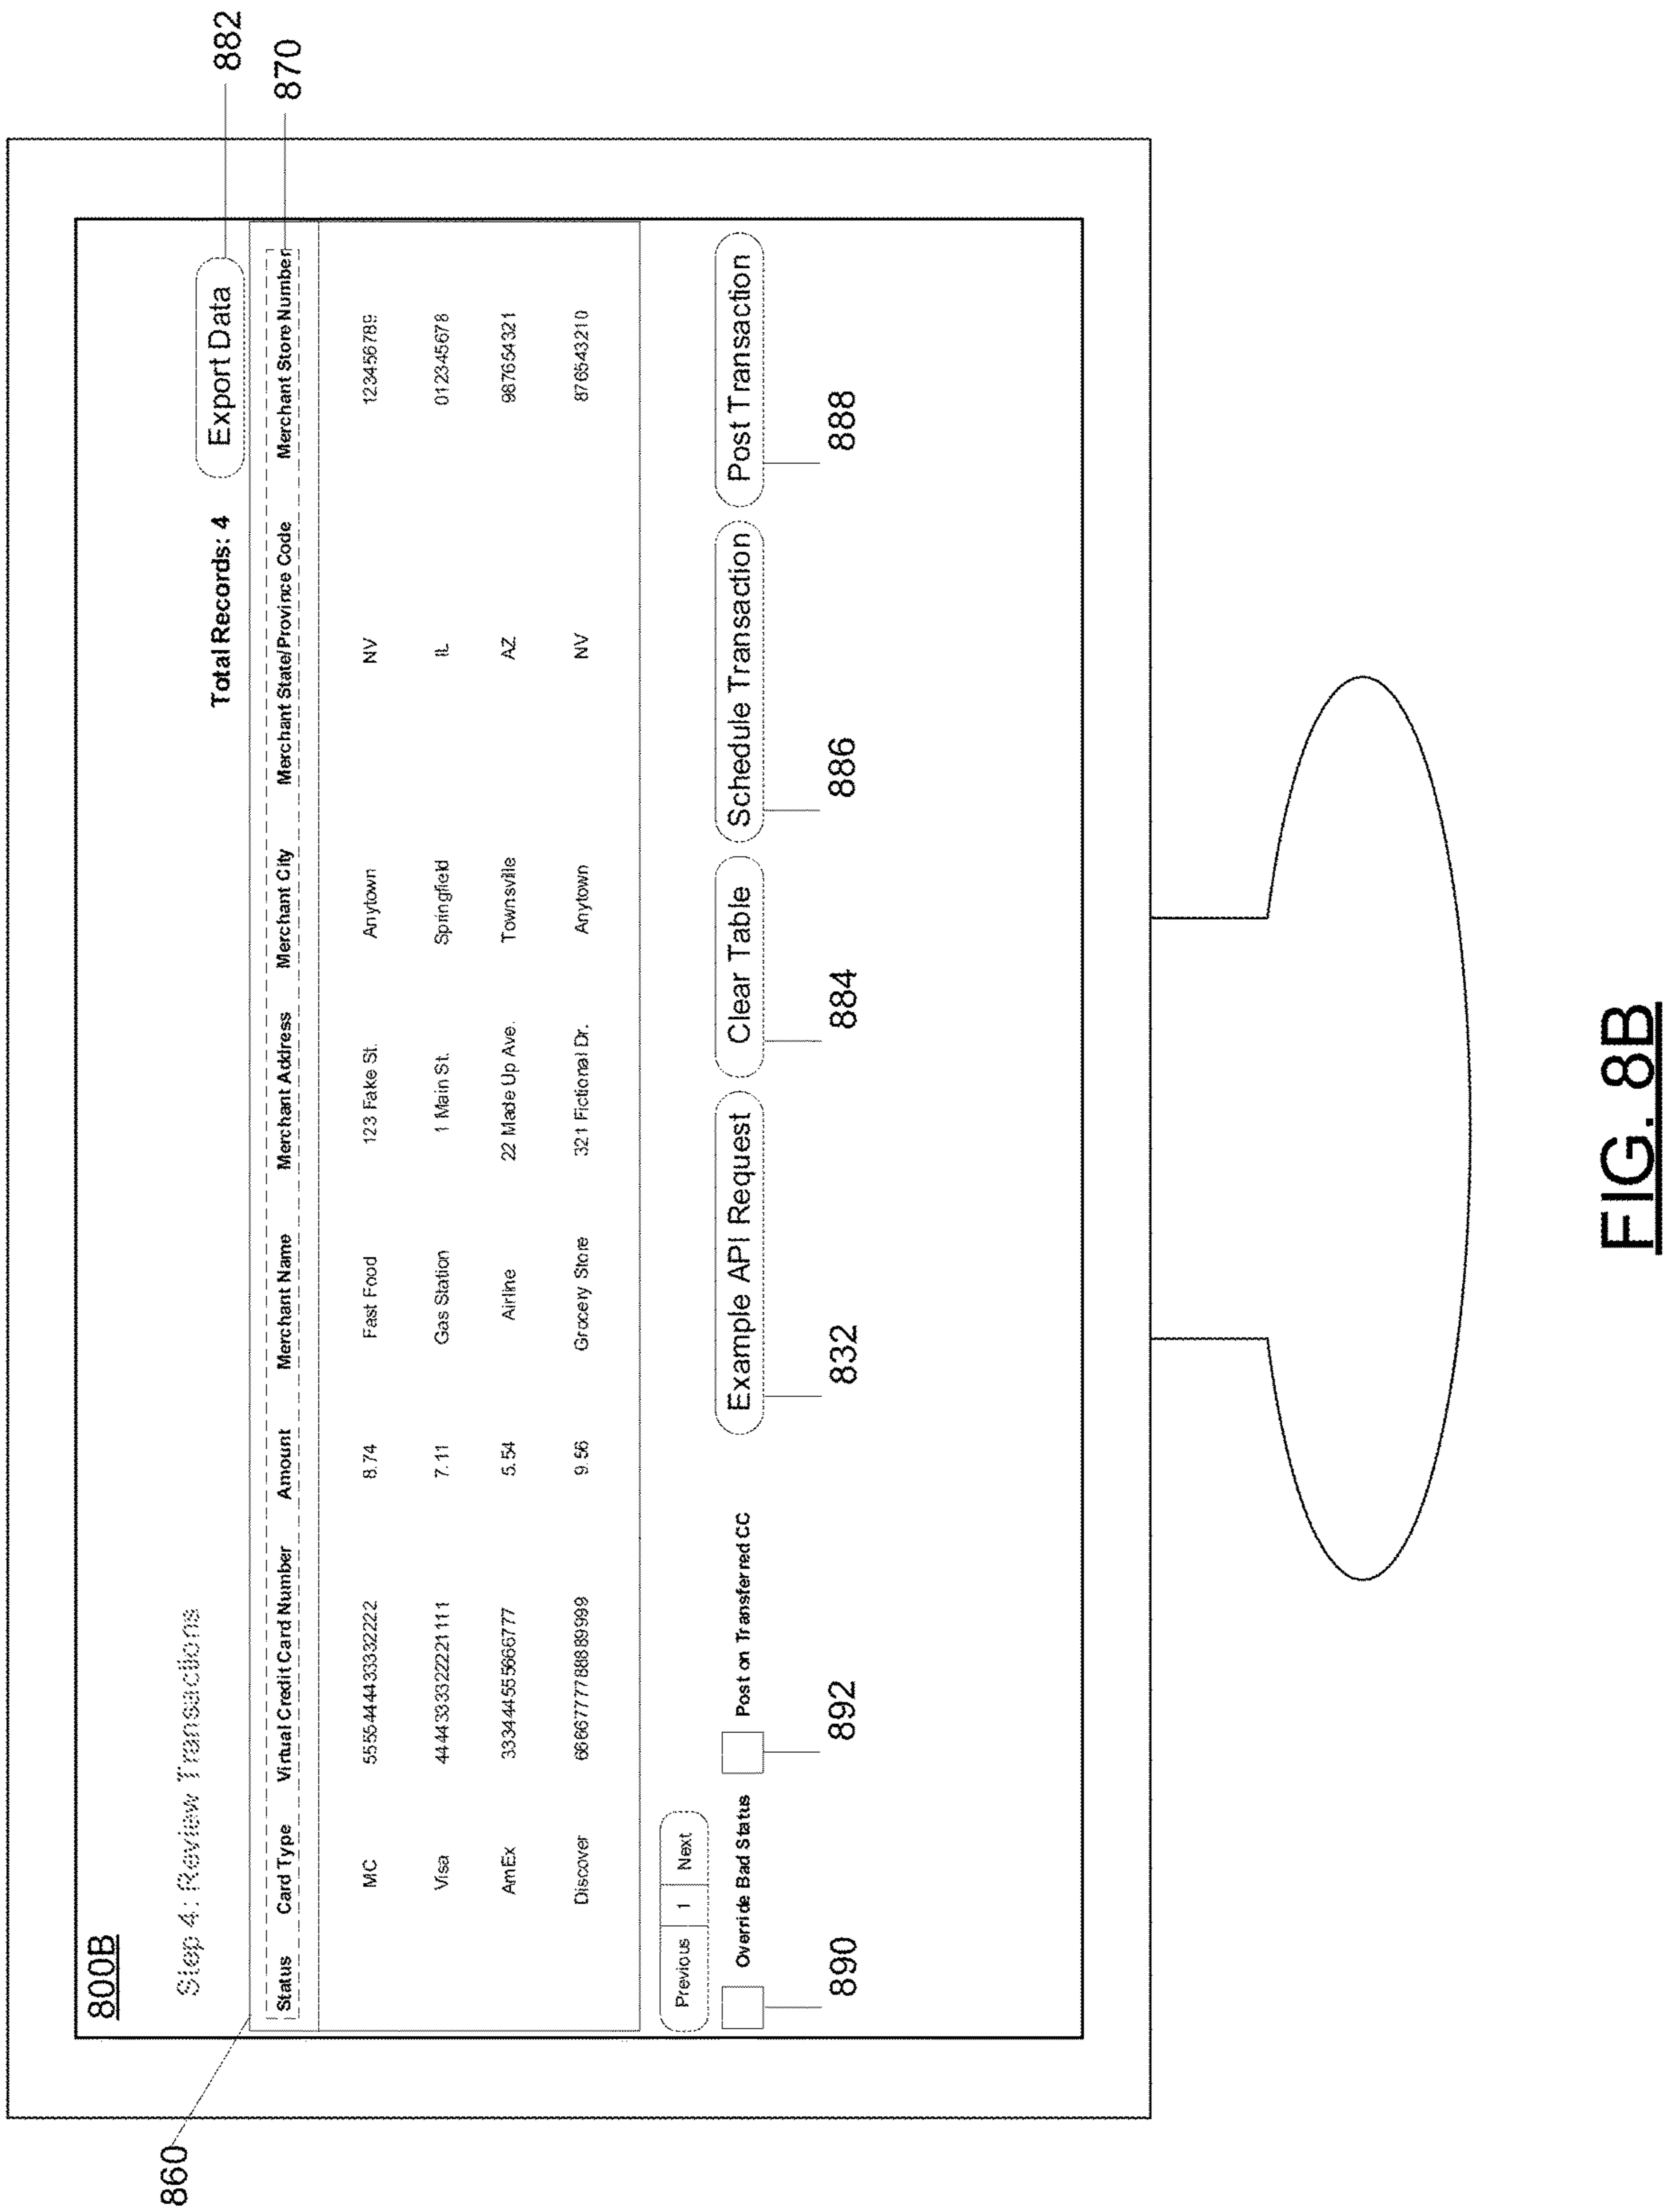 882
870
800B
Step 4: Review Transactions
Total Records: 4 Export Data
860
Status Card Type Virtual Credit Card Number Amount Merchant Name Merchant Address Merchant City Merchant State/Province Code Merchant Store Number
MC 5555444433332222 8.74 Fast Food 123 Fake St. Anytown NV 123456789
Visa 4444333322221111 7.11 Gas Station 1 Main St. Springfield IL 012345678
AmEx 333444555666777 5.54 Airline 22 Made Up Ave. Townsville AZ 987654321
Discover 6666777788889999 9.56 Grocery Store 321 Fictional Dr. Anytown NV 876543210
Previous 1 Next
Override Bad Status Post on Transferred CC Example API Request Clear Table Schedule Transaction Post Transaction
890 892 832 884 886 888
FIG. 8B